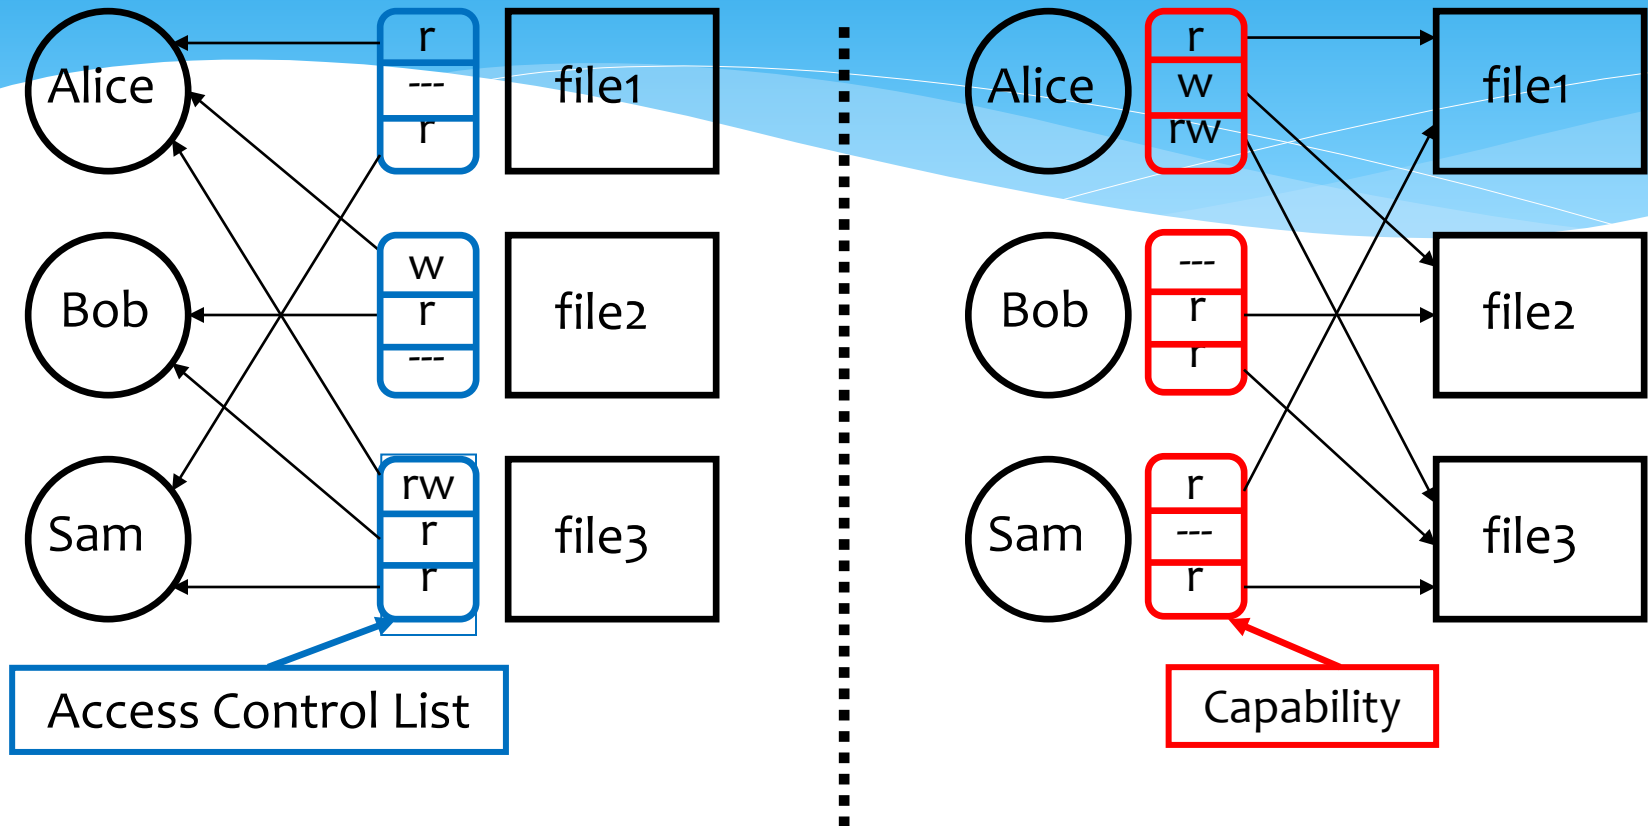 r
Alice
---
file1
r
w
Bob
r
file2
---
rw
Sam
r
file3
r
Access Control List
r
Alice
w
file1
rw
---
Bob
r
file2
r
r
Sam
---
file3
r
Capability